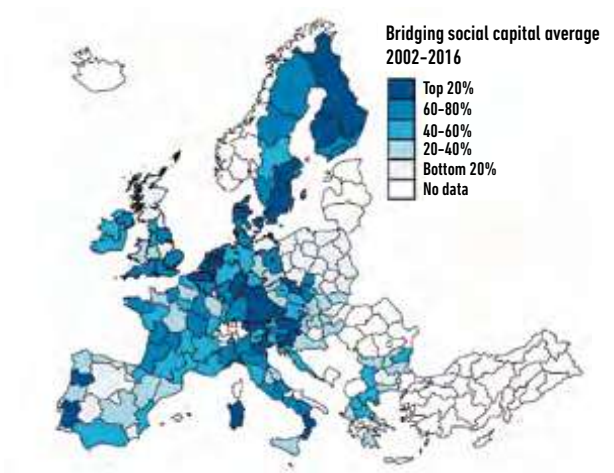 Bridging social capital average
2002-2016
Top 20%
60-80%
40-60%
20-40%
Bottom 20%
No data